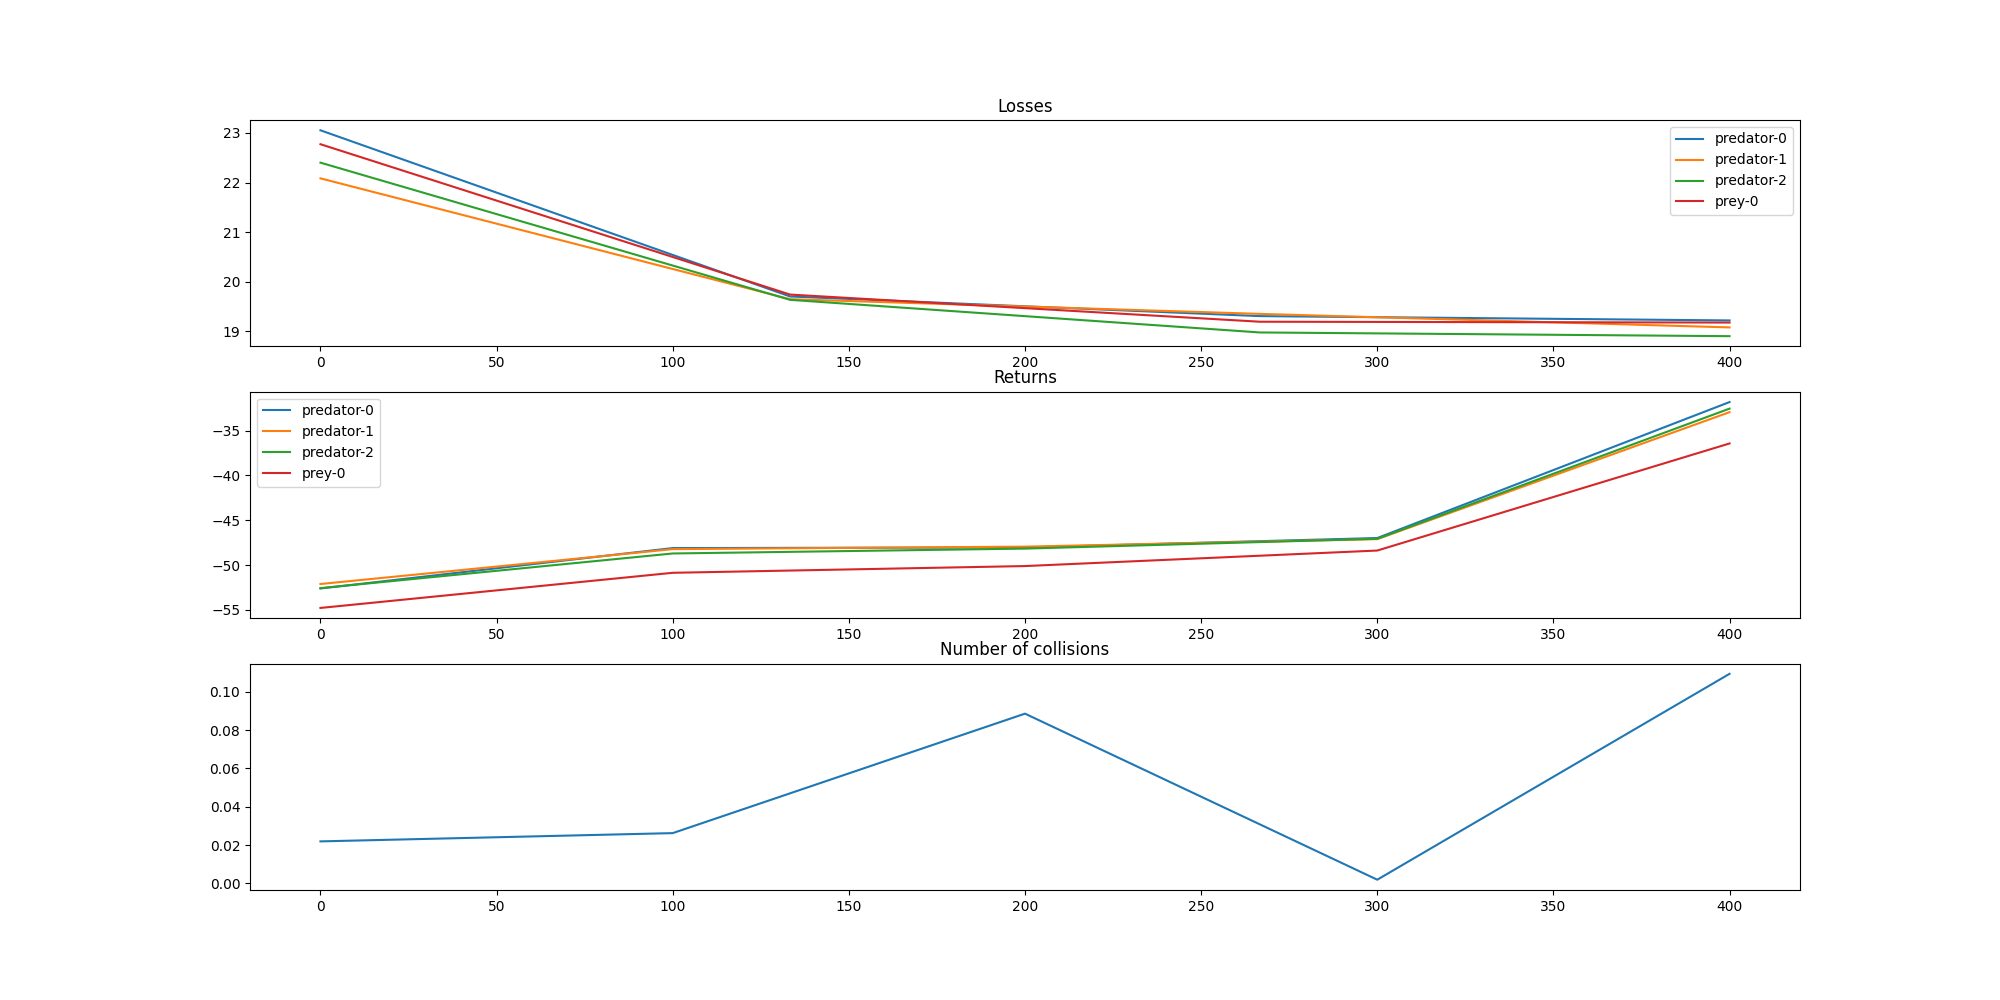 Losses
23
22
21
20
19
predator-0
predator-1
predator-2
prey-0
0 50 100 150 200 250 300 350 400
Returns
−35
−40
−45
−50
−55
predator-0
predator-1
predator-2
prey-0
0 50 100 150 200 250 300 350 400
Number of collisions
0.10
0.08
0.06
0.04
0.02
0.00
0 50 100 150 200 250 300 350 400